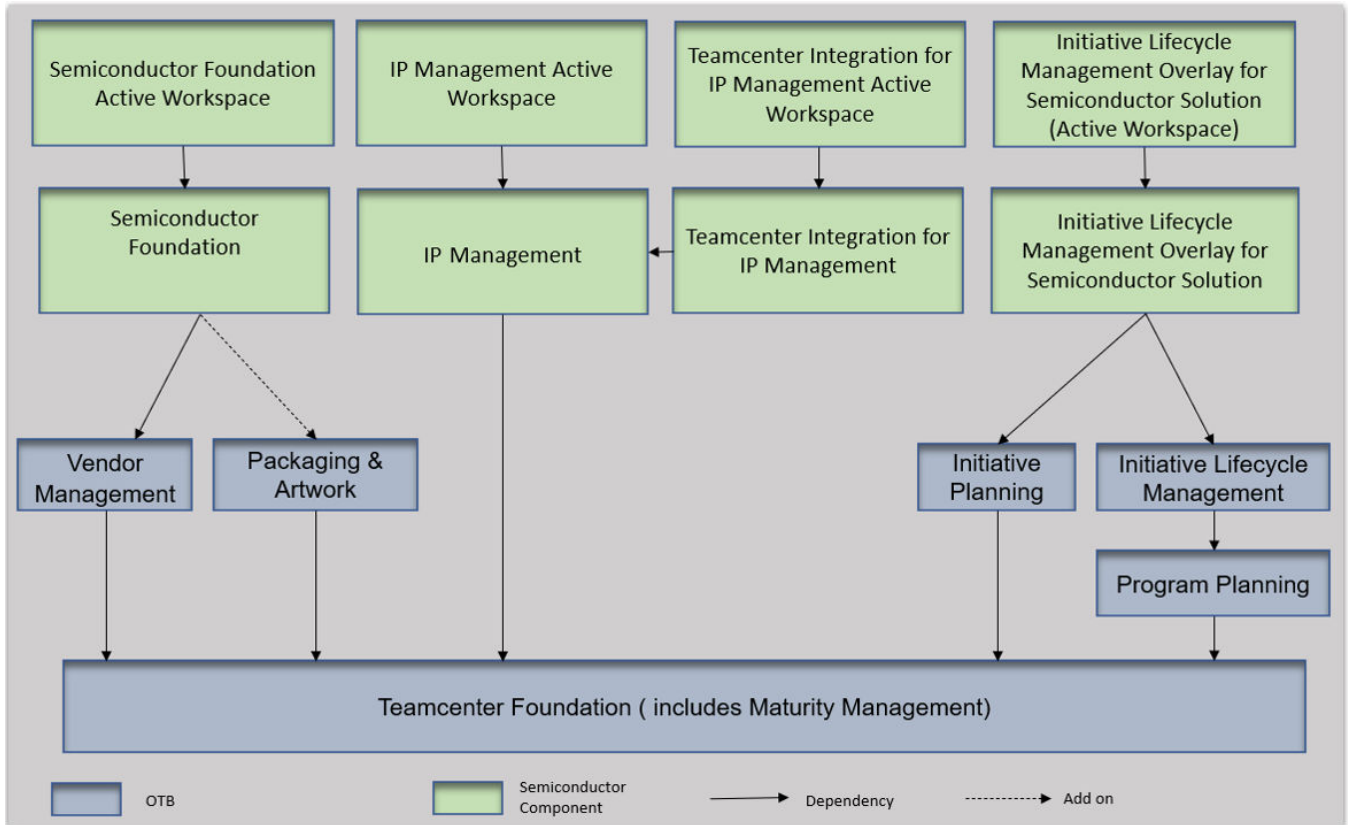 Semiconductor Foundation
Active Workspace
IP Management Active
Workspace
Teamcenter Integration for
IP Management Active
Workspace
Initiative Lifecycle
Management Overlay for
Semiconductor Solution
(Active Workspace)
Semiconductor
Foundation
IP Management
Teamcenter Integration for
IP Management
Initiative Lifecycle
Management Overlay for
Semiconductor Solution
Vendor
Management
Packaging &
Artwork
Initiative
Planning
Initiative Lifecycle
Management
Program Planning
Teamcenter Foundation ( includes Maturity Management)
OTB
Semiconductor
Component
Dependency
Add on